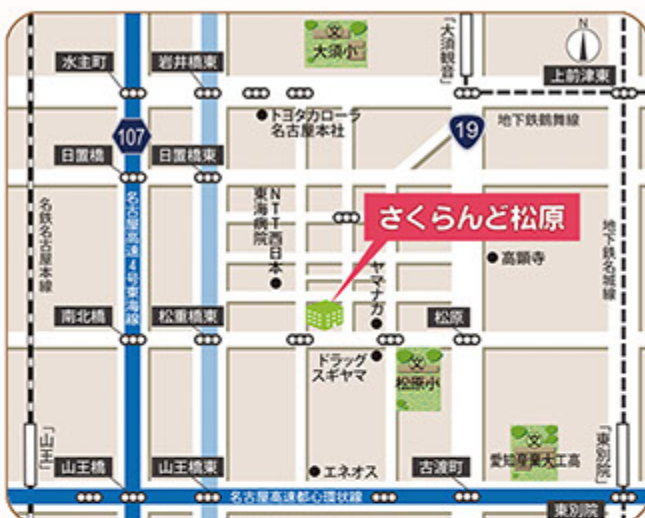 N
大須小
「大須観音」
水主町
岩井橋東
上前津東
トヨタカローラ
名古屋本社
107
19
地下鉄鶴舞線
日置橋
日置橋東
名鉄名古屋本線
名古屋高速4号東海線
NTT西日本
東海病院
さくらんど松原
高顕寺
地下鉄名城線
ヤマナカ
南北橋
松重橋東
松原
ドラッグ
スギヤマ
文
松原小
「山王」
山王橋
山王橋東
エネオス
古渡町
文
愛知産業大工高
「東別院」
名古屋高速都心環状線
東別院